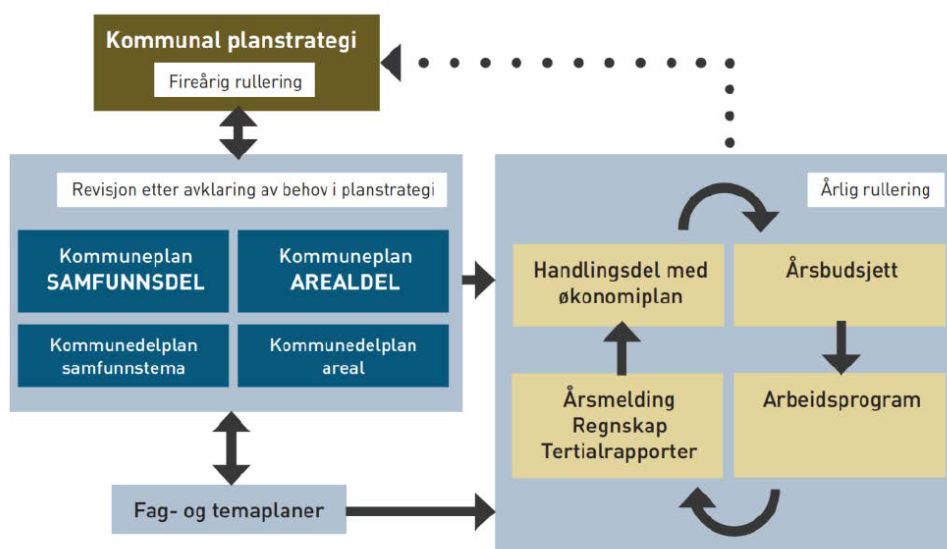 Kommunal planstrategi
Fireårig rullering
Revisjon etter avklaring av behov i planstrategi
Kommuneplan
SAMFUNNSDEL
Kommuneplan
AREALDEL
Kommunedelplan
samfunnstema
Kommunedelplan
areal
Fag- og temaplaner
Årlig rullering
Handlingsdel med
økonomiplan
Årsbudsjett
Årsmelding
Regnskap
Tertialrapporter
Arbeidsprogram